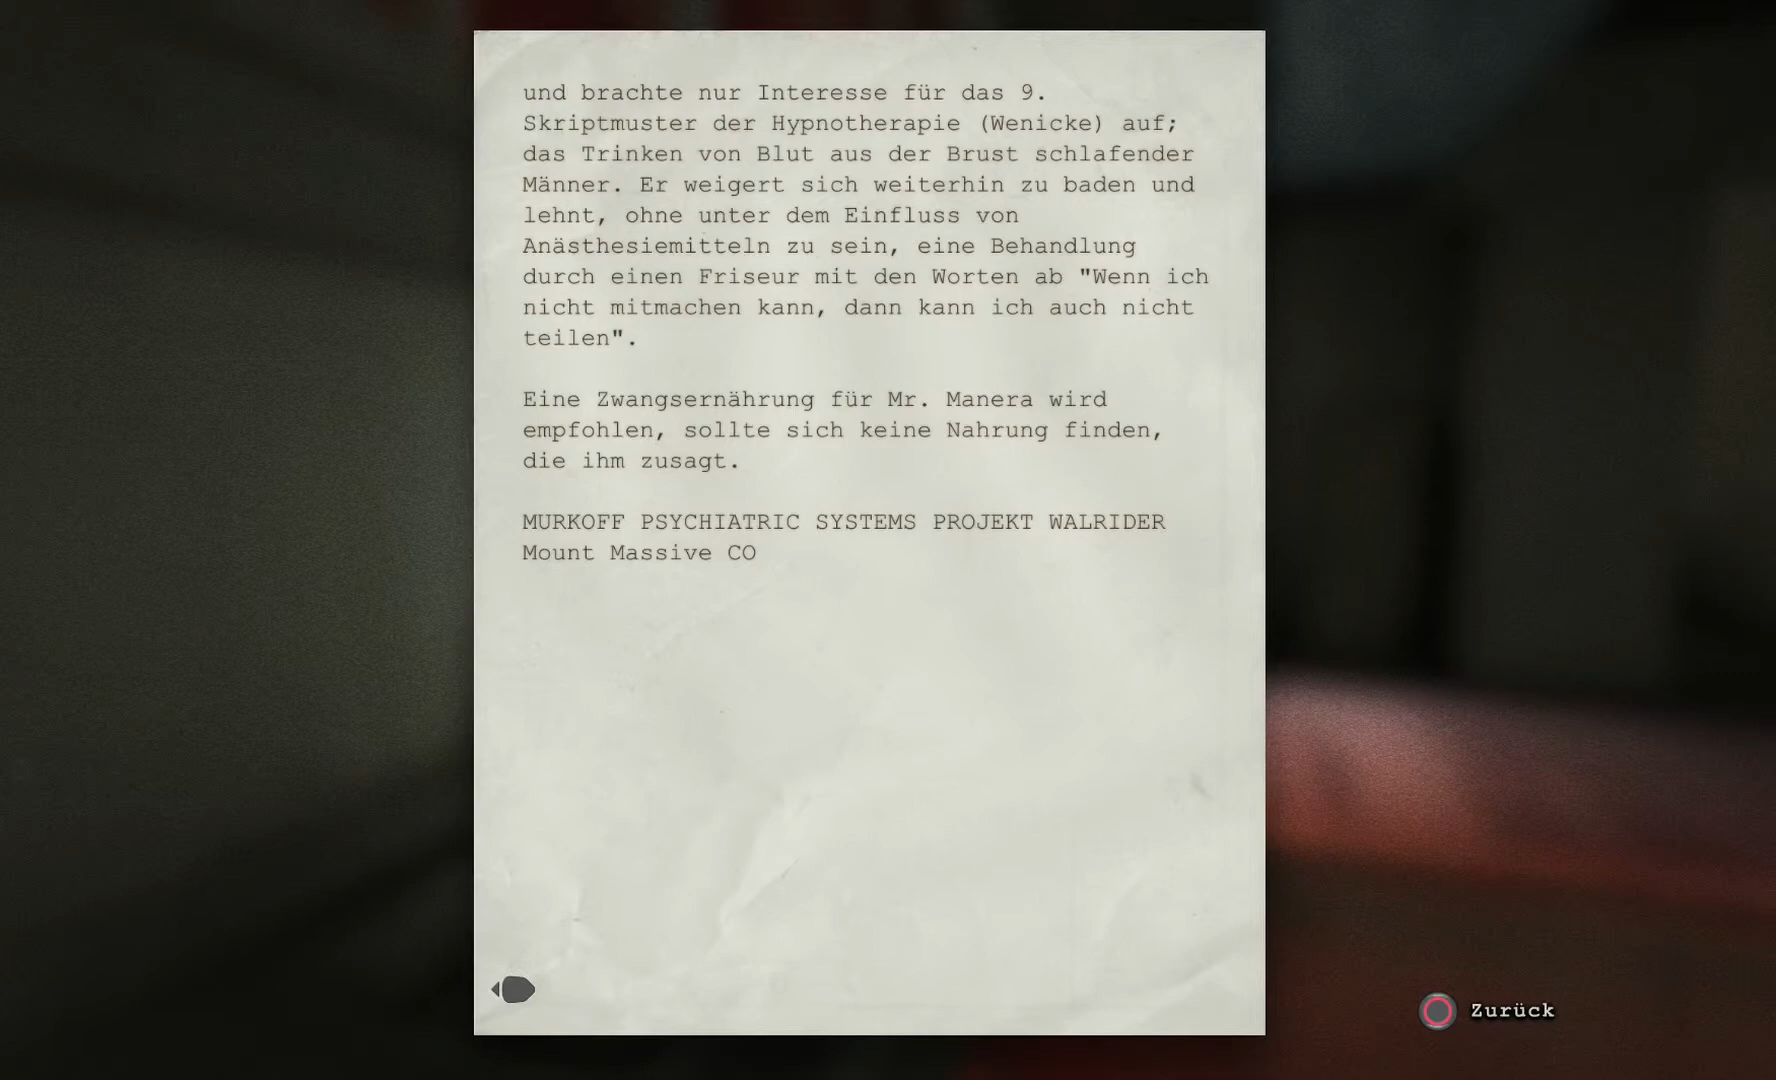 und brachte nur Interesse für das 9.
Skriptmuster der Hypnotherapie (Wenicke) auf;
das Trinken von Blut aus der Brust schlafender
Männer. Er weigert sich weiterhin zu baden und
lehnt, ohne unter dem Einfluss von
Anästhesiemitteln zu sein, eine Behandlung
durch einen Friseur mit den Worten ab "Wenn ich
nicht mitmachen kann, dann kann ich auch nicht
teilen".
Eine Zwangsernährung für Mr. Manera wird
empfohlen, sollte sich keine Nahrung finden,
die ihm zusagt.
MURKOFF PSYCHIATRIC SYSTEMS PROJEKT WALRIDER
Mount Massive CO
Zurück